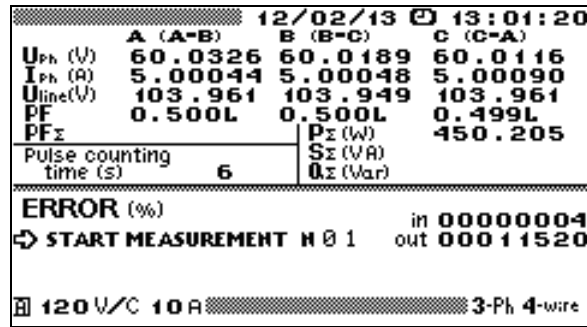 12/02/13 13:01:20
A (A-B) B (B-C) C (C-A)
UPh (V) 60.0326 60.0189 60.0116
IPh (A) 5.00044 5.00048 5.00090
Uline(V) 103.961 103.949 103.961
PF 0.500L 0.500L 0.499L
PFΣ PΣ (W) 450.205
Pulse counting SΣ (VA)
time (s) 6 QΣ (Var)
ERROR (%)
in 00000004
START MEASUREMENT N 01 out 00011520
A 120 V/C 10 A 3-Ph 4-wire